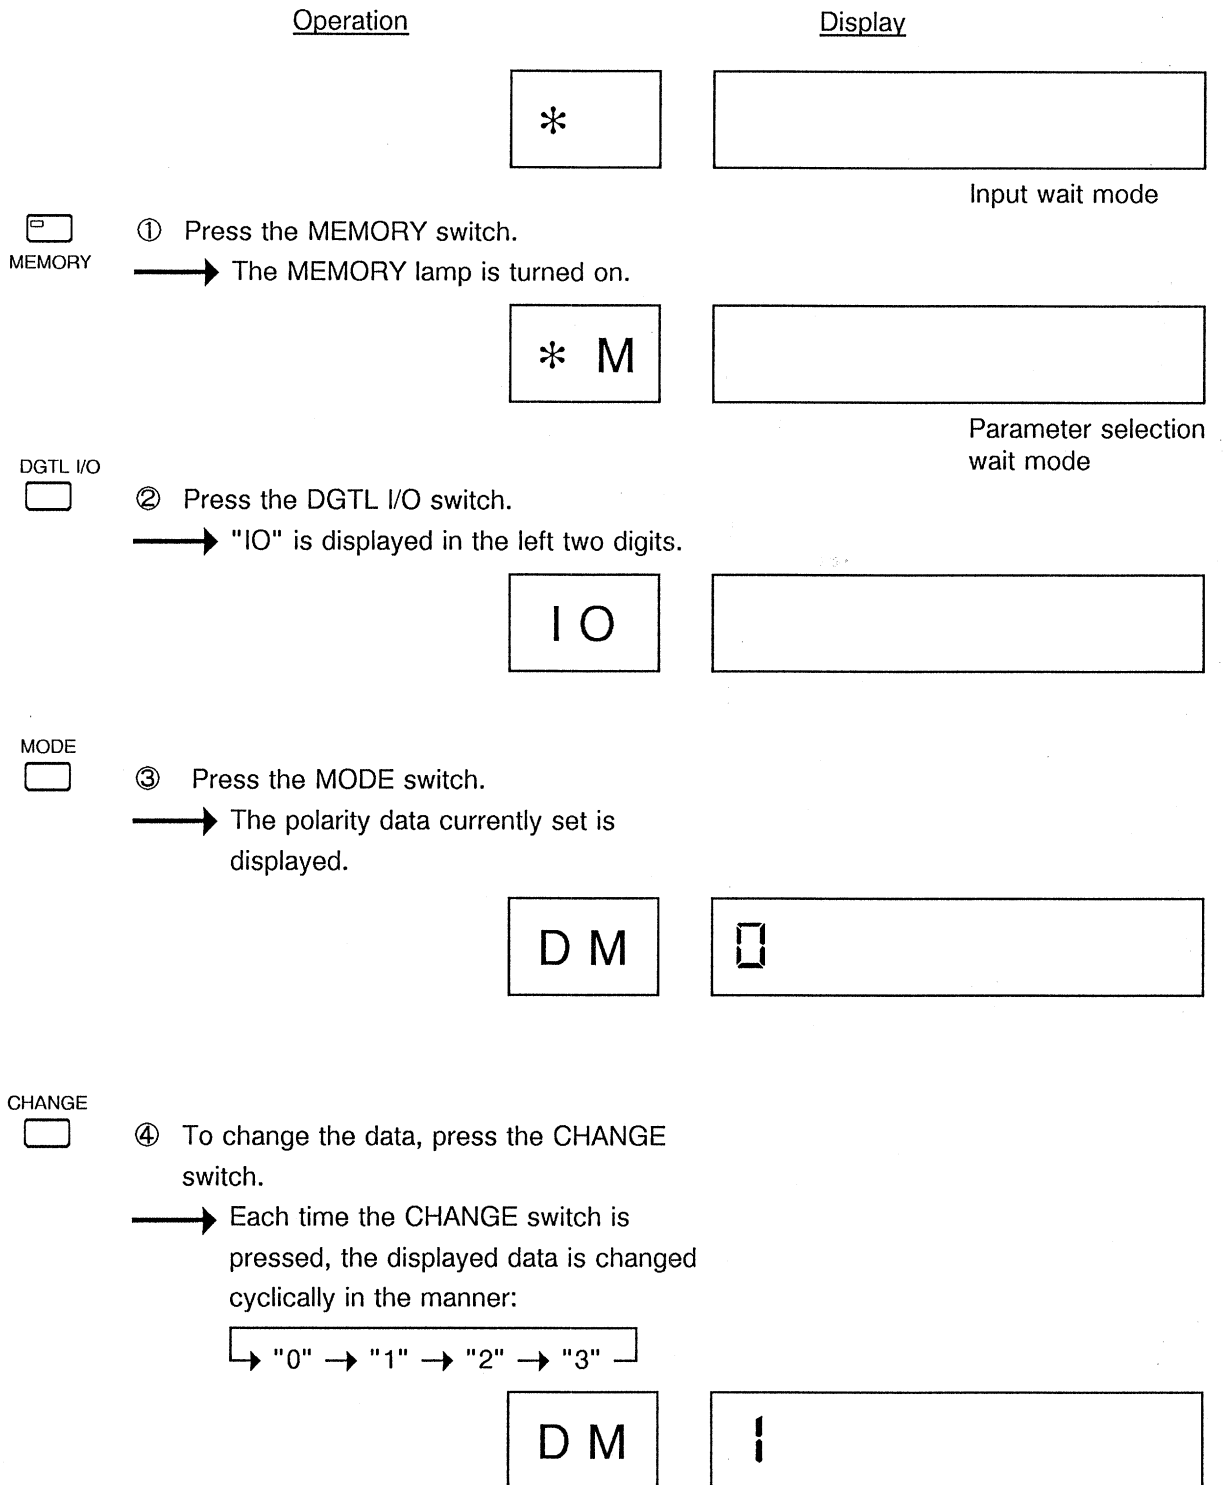 Operation Display
*
Input wait mode
MEMORY
① Press the MEMORY switch.
→ The MEMORY lamp is turned on.
* M
Parameter selection
wait mode
DGTL I/O
② Press the DGTL I/O switch.
→ "IO" is displayed in the left two digits.
I O
MODE
③ Press the MODE switch.
→ The polarity data currently set is
displayed.
D M 0
CHANGE
④ To change the data, press the CHANGE
switch.
→ Each time the CHANGE switch is
pressed, the displayed data is changed
cyclically in the manner:
→ "0" → "1" → "2" → "3"
D M 1